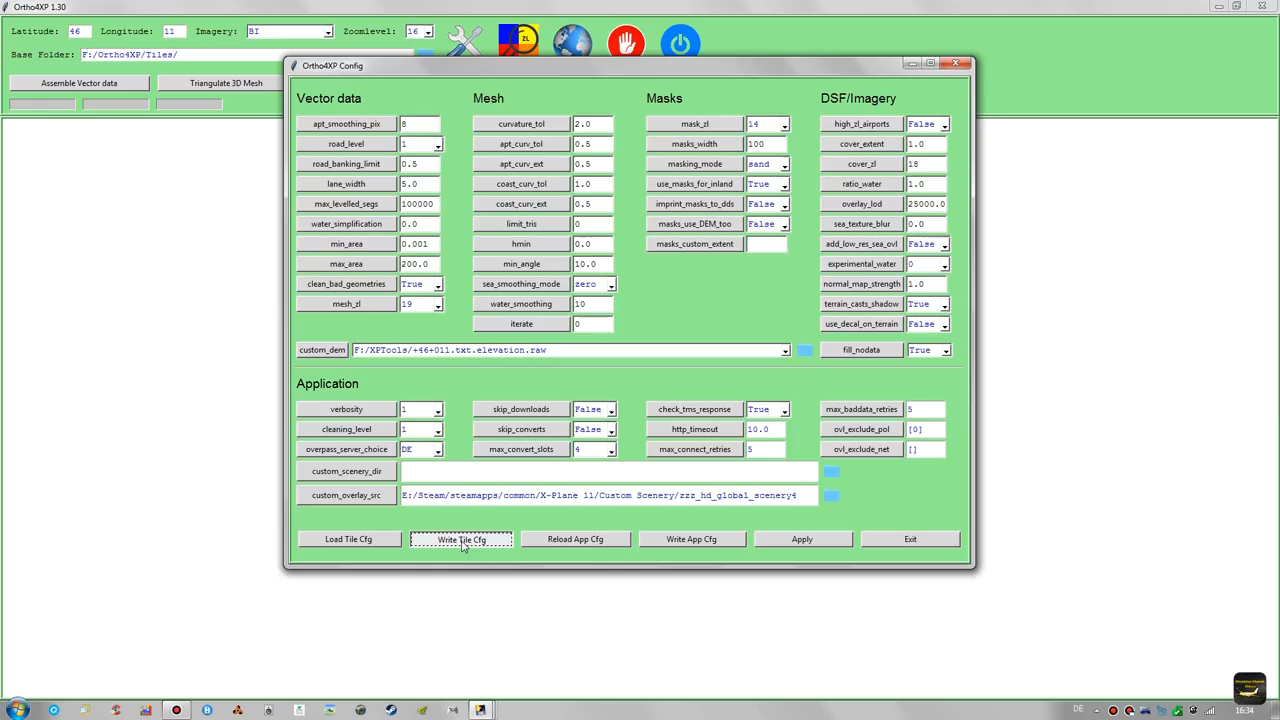 Ortho4XP 1.30
Latitude: 46 Longitude: 11 Imagery: BI Zoomlevel: 16
ZL
Base Folder: F:/Ortho4XP/Tiles/
Assemble Vector data Triangulate 3D Mesh
Ortho4XP Config
Vector data Mesh Masks DSF/Imagery
apt_smoothing_pix 8 curvature_tol 2.0 mask_zl 14 high_zl_airports False
road_level 1 apt_curv_tol 0.5 masks_width 100 cover_extent 1.0
road_banking_limit 0.5 apt_curv_ext 0.5 masking_mode sand cover_zl 18
lane_width 5.0 coast_curv_tol 1.0 use_masks_for_inland True ratio_water 1.0
max_levelled_segs 100000 coast_curv_ext 0.5 imprint_masks_to_dds False overlay_lod 25000.0
water_simplification 0.0 limit_tris 0 masks_use_DEM_too False sea_texture_blur 0.0
min_area 0.001 hmin 0.0 masks_custom_extent add_low_res_sea_ovl False
max_area 200.0 min_angle 10.0 experimental_water 0
clean_bad_geometries True sea_smoothing_mode zero normal_map_strength 1.0
mesh_zl 19 water_smoothing 10 terrain_casts_shadow True
iterate 0 use_decal_on_terrain False
custom_dem F:/XPTools/+46+011.txt.elevation.raw fill_nodata True
Application
verbosity 1 skip_downloads False check_tms_response True max_baddata_retries 5
cleaning_level 1 skip_converts False http_timeout 10.0 ovl_exclude_pol [0]
overpass_server_choice DE max_convert_slots 4 max_connect_retries 5 ovl_exclude_net []
custom_scenery_dir
custom_overlay_src E:/Steam/steamapps/common/X-Plane 11/Custom Scenery/zzz_hd_global_scenery4
Load Tile Cfg Write Tile Cfg Reload App Cfg Write App Cfg Apply Exit
DE 16:34